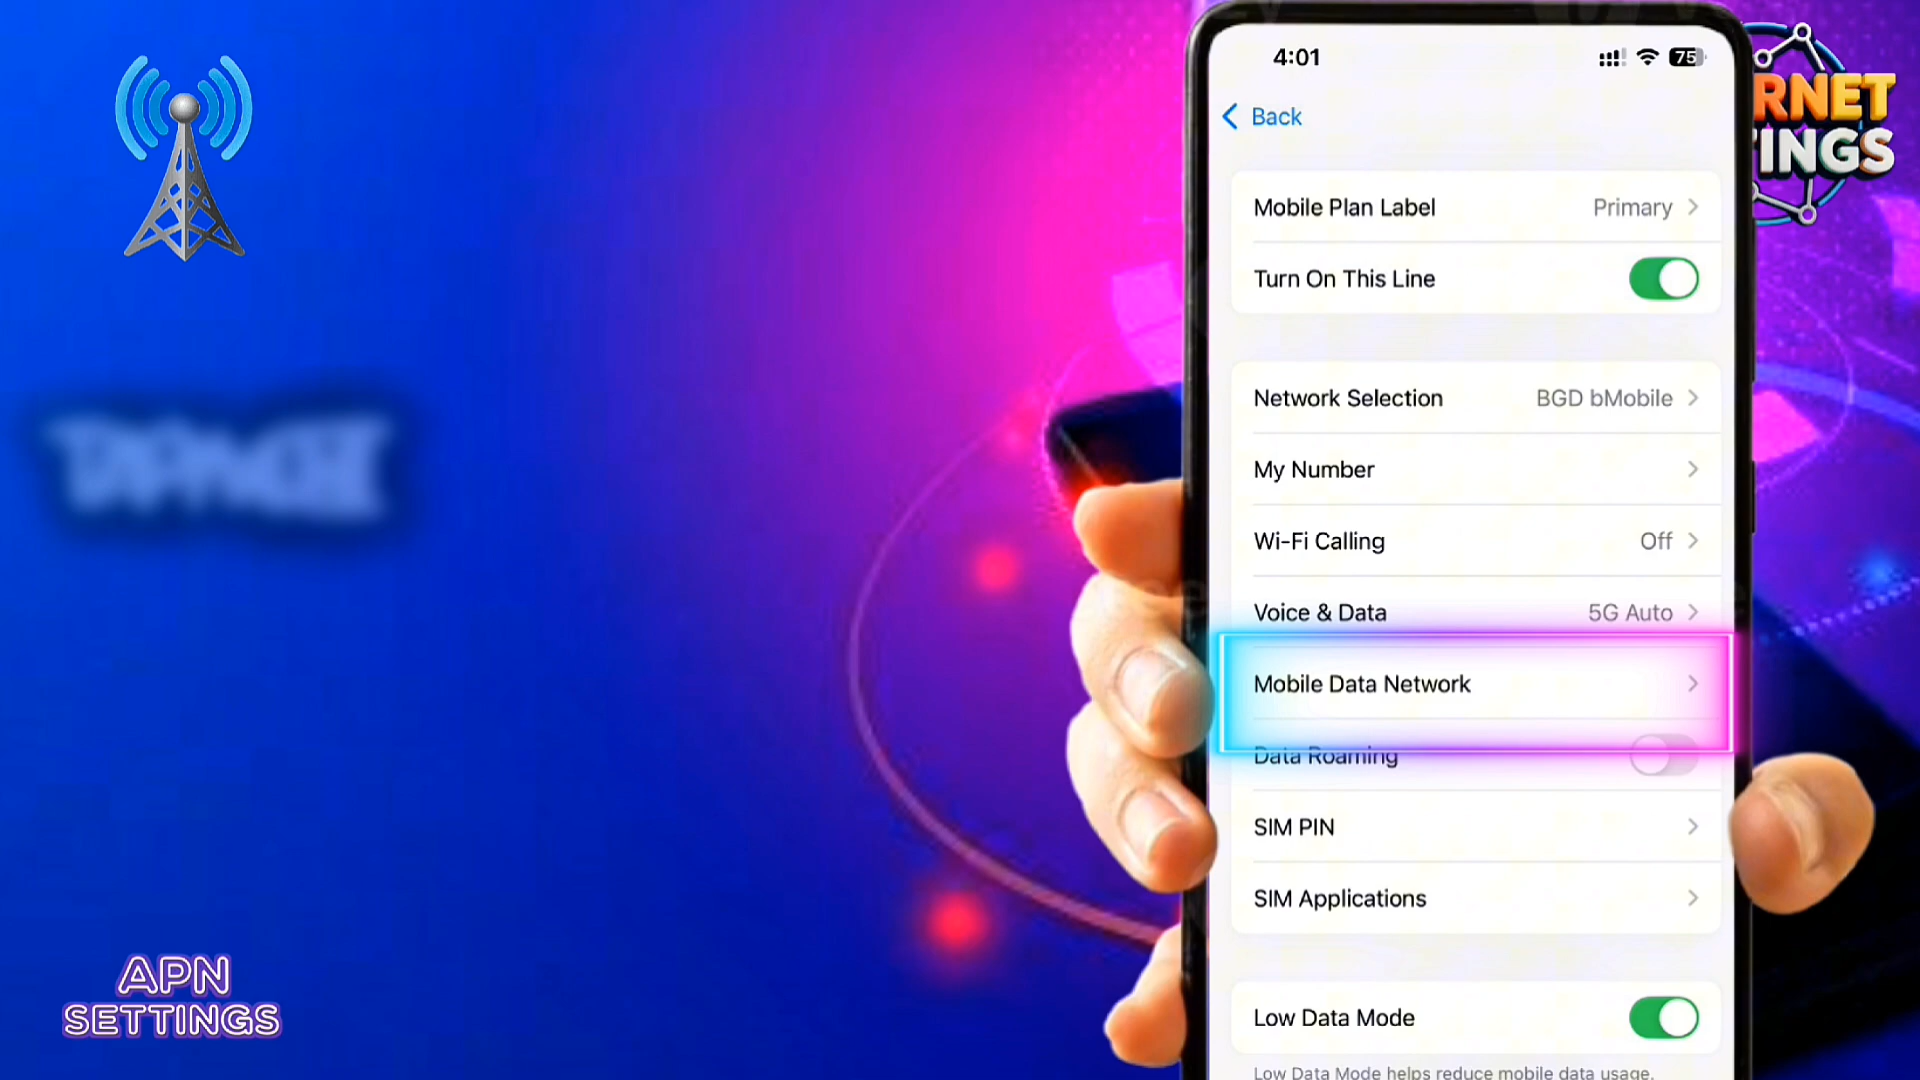 4:01
75
Back
RNET
TINGS
Mobile Plan Label Primary
Turn On This Line
Network Selection BGD bMobile
My Number
Wi-Fi Calling Off
Voice & Data 5G Auto
Mobile Data Network
Data Roaming
SIM PIN
SIM Applications
Low Data Mode
Low Data Mode helps reduce mobile data usage.
APN
SETTINGS